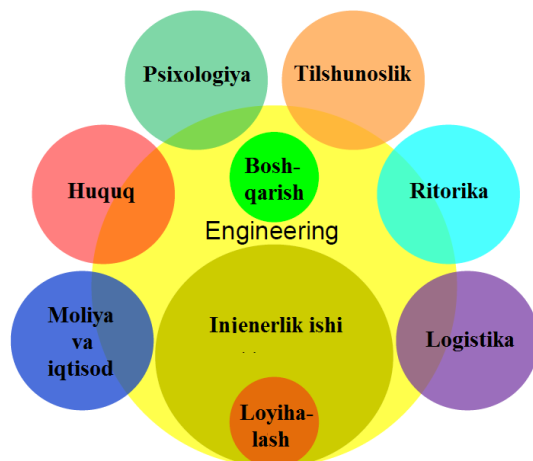 Psixologiya
Tilshunoslik
Bosh-
qarish
Huquq
Ritorika
Engineering
Moliya
va
iqtisod
Injenerlik ishi
Logistika
Loyiha-
lash